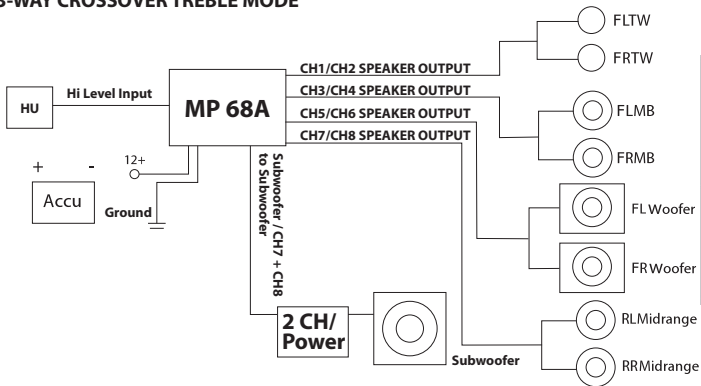 3-WAY CROSSOVER TREBLE MODE
FLTW
FRTW
CH1/CH2 SPEAKER OUTPUT
CH3/CH4 SPEAKER OUTPUT
CH5/CH6 SPEAKER OUTPUT
CH7/CH8 SPEAKER OUTPUT
Hi Level Input
HU
MP 68A
FLMB
FRMB
+ -
12+
Accu
Ground
Subwoofer / CH7 + CH8
to Subwoofer
FL Woofer
FR Woofer
2 CH/
Power
Subwoofer
RLMidrange
RRMidrange